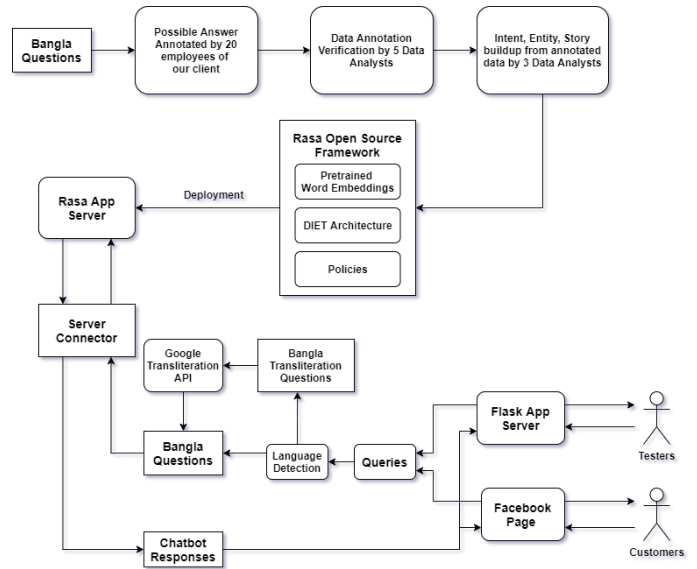 Bangla
Questions
Possible Answer
Annotated by 20
employees of
our client
Data Annotation
Verification by 5 Data
Analysts
Intent, Entity, Story
buildup from annotated
data by 3 Data Analysts
Rasa Open Source
Framework
Pretrained
Word Embeddings
DIET Architecture
Policies
Deployment
Rasa App
Server
Server
Connector
Google
Transliteration
API
Bangla
Transliteration
Questions
Bangla
Questions
Language
Detection
Queries
Flask App
Server
Testers
Facebook
Page
Customers
Chatbot
Responses